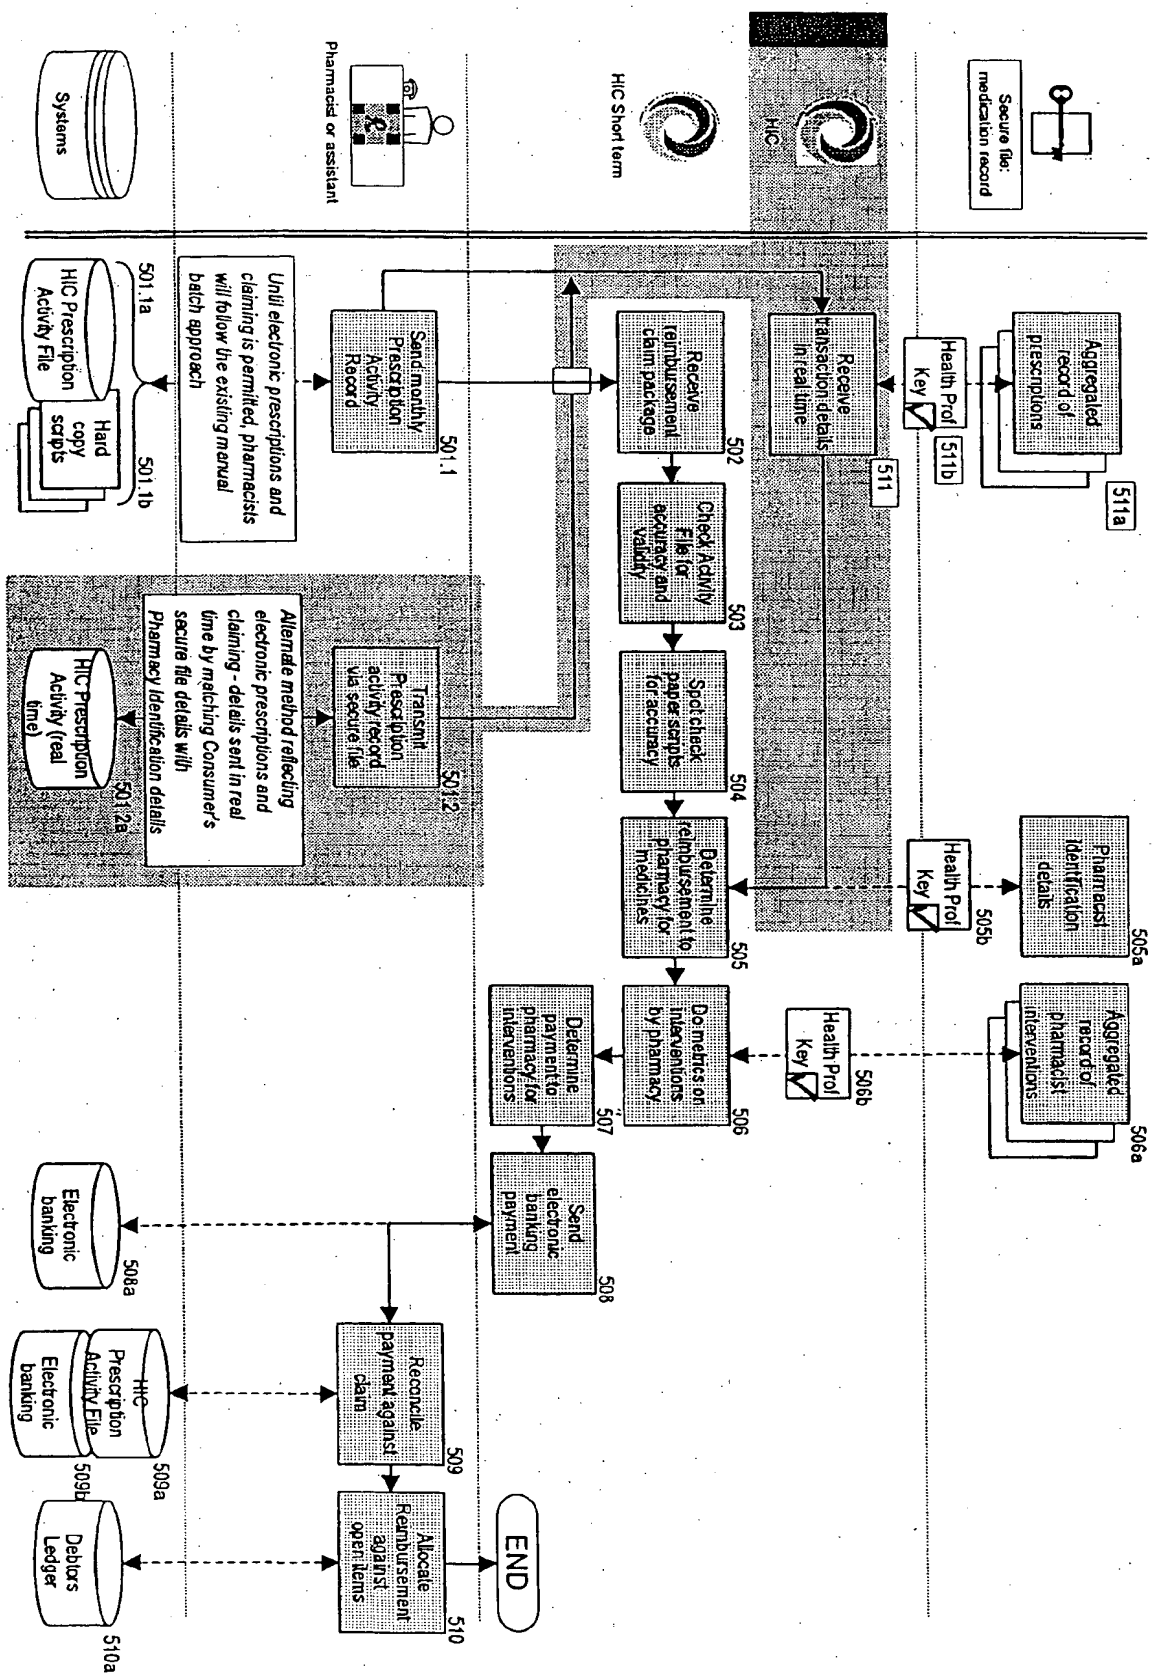 Secure file:
medication record
HIC
HIC Short term
Pharmacist or assistant
Systems
Aggregated
record of
prescriptions
511a
Health Prof
Key
511b
Pharmacist
identification
details
505a
Health Prof
Key
505b
Aggregated
record of
pharmacist
interventions
506a
Health Prof
Key
506b
Receive
transaction details
in real time
511
Receive
reimbursement
claim package
502
Check Activity
File for
accuracy and
validity
503
Spot check
paper scripts
for accuracy
504
Determine
reimbursement to
pharmacy for
medicines
505
Do metrics on
interventions
by pharmacy
506
Determine
payment to
pharmacy for
interventions
507
Send
electronic
banking
payment
508
END
Send monthly
Prescription
Activity
Record
501.1
Transmit
Prescription
activity record
via secure file
501.2
Reconcile
payment against
claim
509
Allocate
Reimbursement
against
open items
510
Until electronic prescriptions and
claiming is permitted, pharmacists
will follow the existing manual
batch approach
Alternate method reflecting
electronic prescriptions and
claiming - details sent in real
time by matching Consumer's
secure file details with
Pharmacy Identification details
501.1a
HIC Prescription
Activity File
Hard
copy
scripts
501.1b
HIC Prescription
Activity (real
time)
501.2a
Electronic
banking
508a
HIC
Prescription
Activity File
509a
Electronic
banking
509b
Debtors
Ledger
510a